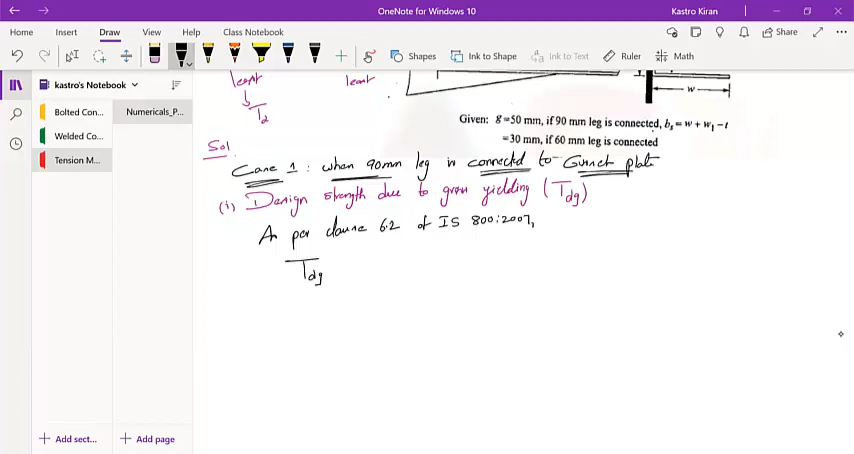 OneNote for Windows 10
Kastro Kiran
Home Insert Draw View Help Class Notebook
Share
Shapes Ink to Shape Ink to Text Ruler Math
kastro's Notebook
Bolted Con...
Welded Co...
Tension M...
Numericals_P...
Add sect...
Add page
least least
T2
w
Given: g=50 mm, if 90 mm leg is connected, bs = w + w1 − t
=30 mm, if 60 mm leg is connected
Sol
Case 1: when 90mm leg is connected to Gusset plate
(i) Design strength due to gross yielding (Tdg)
As per clause 6.2 of IS 800:2007,
Tdg